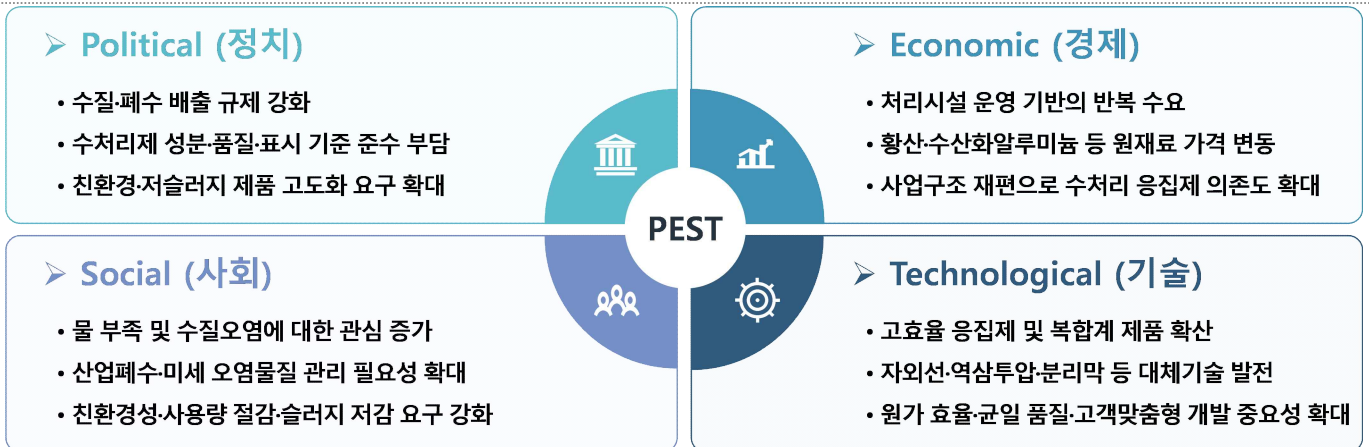 ➢ Political (정치)
• 수질·폐수 배출 규제 강화
• 수처리제 성분·품질·표시 기준 준수 부담
• 친환경·저슬러지 제품 고도화 요구 확대
➢ Economic (경제)
• 처리시설 운영 기반의 반복 수요
• 황산·수산화알루미늄 등 원재료 가격 변동
• 사업구조 재편으로 수처리 응집제 의존도 확대
PEST
➢ Social (사회)
• 물 부족 및 수질오염에 대한 관심 증가
• 산업폐수·미세 오염물질 관리 필요성 확대
• 친환경성·사용량 절감·슬러지 저감 요구 강화
➢ Technological (기술)
• 고효율 응집제 및 복합계 제품 확산
• 자외선·역삼투압·분리막 등 대체기술 발전
• 원가 효율·균일 품질·고객맞춤형 개발 중요성 확대